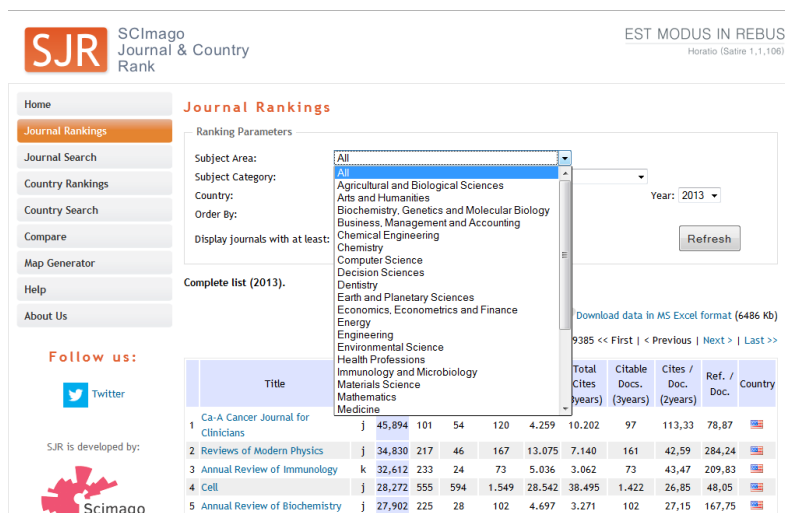 SJR
SCImago
Journal
& Country
Rank
EST MODUS IN REBUS
Horatio (Satire 1,1,106)
Home
Journal Rankings
Journal Search
Country Rankings
Country Search
Compare
Map Generator
Help
About Us
Follow us:
Twitter
SJR is developed by:
Scimago
Journal Rankings
Ranking Parameters
Subject Area: All
Subject Category:
Country:
Year: 2013
Order By:
Display journals with at least:
Refresh
All
Agricultural and Biological Sciences
Arts and Humanities
Biochemistry, Genetics and Molecular Biology
Business, Management and Accounting
Chemical Engineering
Chemistry
Computer Science
Decision Sciences
Dentistry
Earth and Planetary Sciences
Economics, Econometrics and Finance
Energy
Engineering
Environmental Science
Health Professions
Immunology and Microbiology
Materials Science
Mathematics
Medicine
Complete list (2013).
Download data in MS Excel format (6486 Kb)
9385 << First | < Previous | Next > | Last >>
Title
Total Cites (3years)
Citable Docs. (3years)
Cites / Doc. (2years)
Ref. / Doc.
Country
1 Ca-A Cancer Journal for Clinicians j 45,894 101 54 120 4.259 10.202 97 113,33 78,87
2 Reviews of Modern Physics j 34,830 217 46 167 13.075 7.140 161 42,59 284,24
3 Annual Review of Immunology k 32,612 233 24 73 5.036 3.062 73 43,47 209,83
4 Cell j 28,272 555 594 1.549 28.542 38.495 1.422 26,85 48,05
5 Annual Review of Biochemistry j 27,902 225 28 102 4.697 3.271 102 27,15 167,75